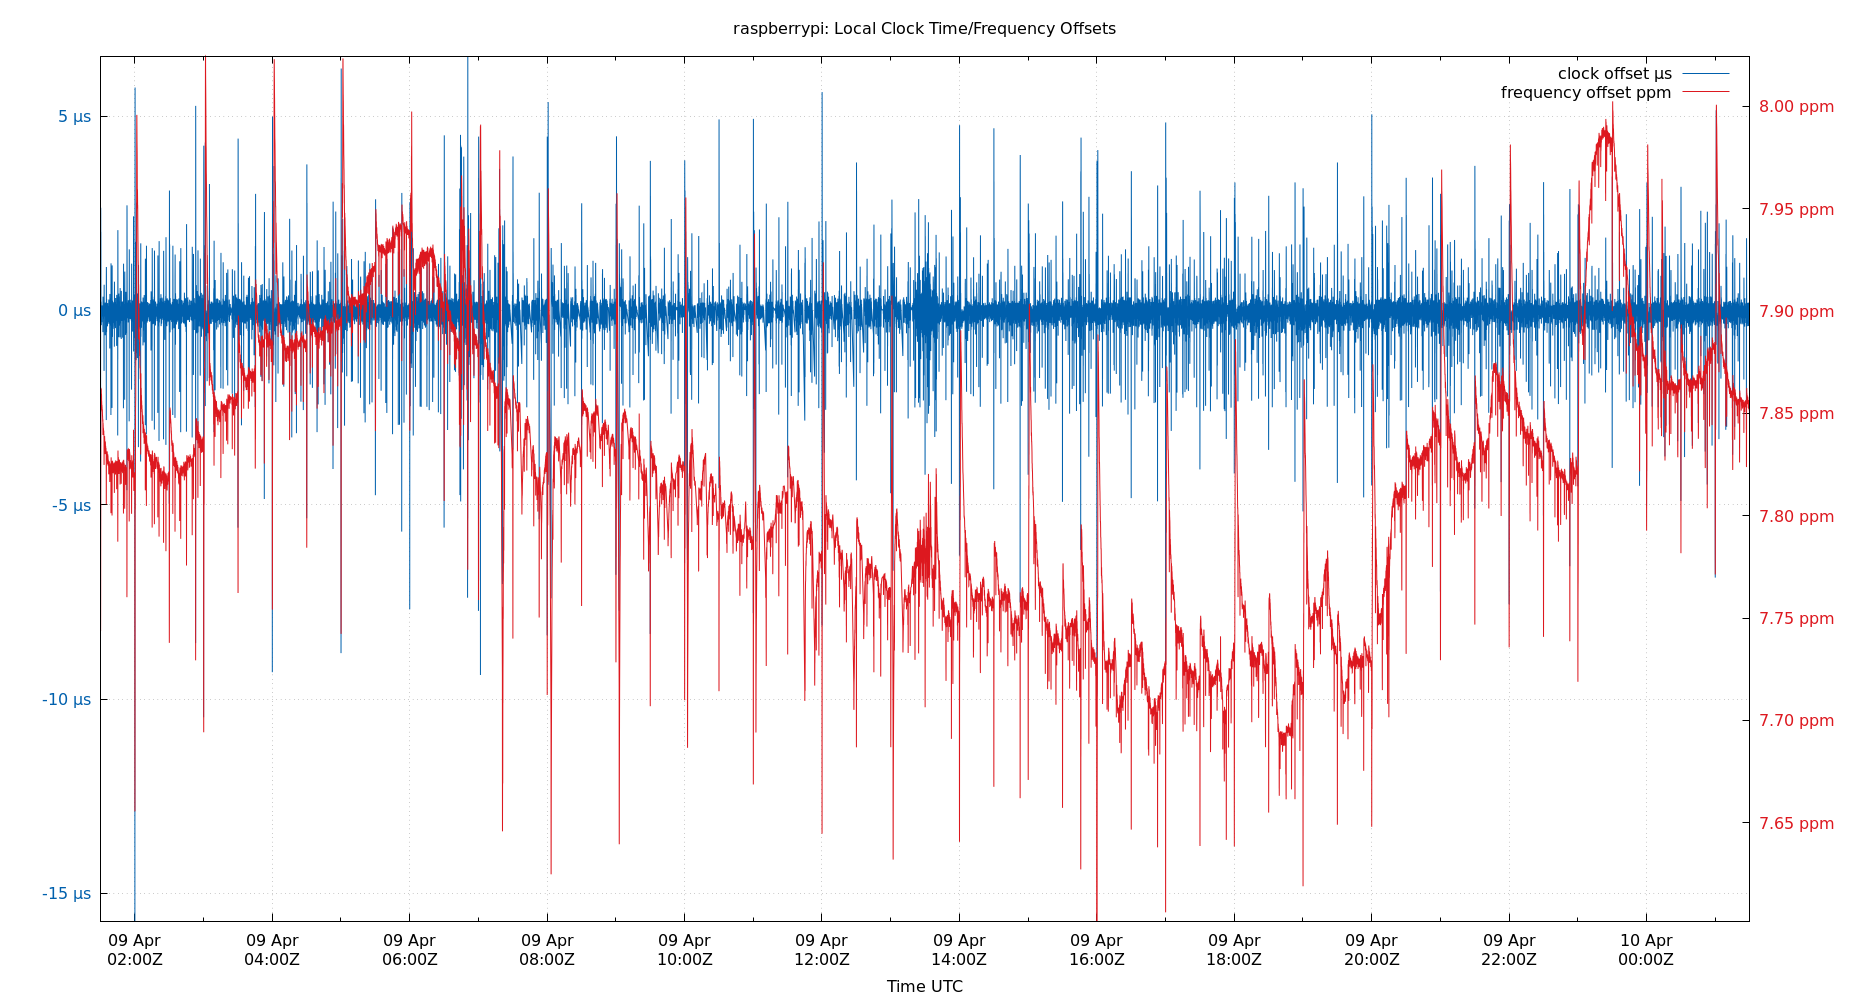 raspberrypi: Local Clock Time/Frequency Offsets
clock offset µs
frequency offset ppm
5 µs
0 µs
-5 µs
-10 µs
-15 µs
8.00 ppm
7.95 ppm
7.90 ppm
7.85 ppm
7.80 ppm
7.75 ppm
7.70 ppm
7.65 ppm
09 Apr 09 Apr 09 Apr 09 Apr 09 Apr 09 Apr 09 Apr 09 Apr 09 Apr 09 Apr 09 Apr 10 Apr
02:00Z 04:00Z 06:00Z 08:00Z 10:00Z 12:00Z 14:00Z 16:00Z 18:00Z 20:00Z 22:00Z 00:00Z
Time UTC